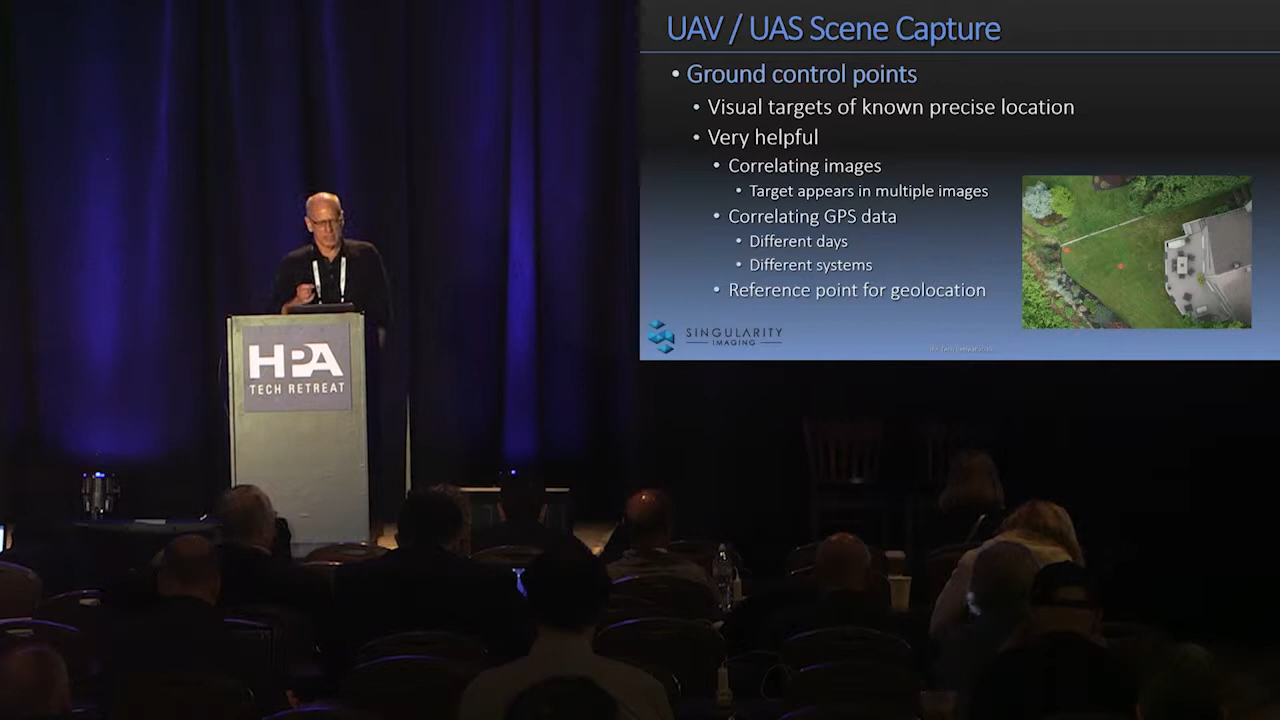 UAV / UAS Scene Capture
• Ground control points
• Visual targets of known precise location
• Very helpful
• Correlating images
• Target appears in multiple images
• Correlating GPS data
• Different days
• Different systems
• Reference point for geolocation
SINGULARITY
IMAGING
HPA
TECH RETREAT